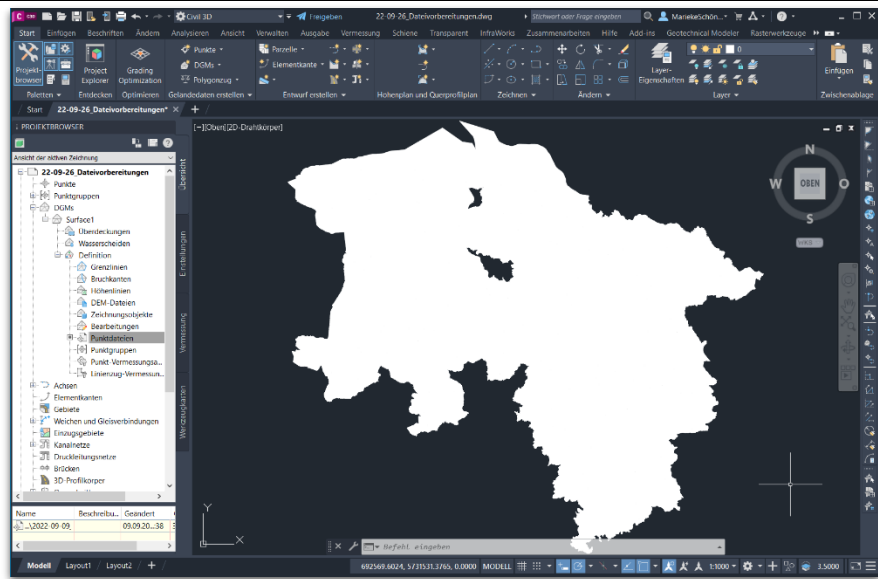 Civil 3D
Freigeben
22-09-26_Dateivorbereitungen.dwg
Stichwort oder Frage eingeben
MariekeSchön...
Start Einfügen Beschriften Ändern Analysieren Ansicht Verwalten Ausgabe Vermessung Schiene Transparent InfraWorks Zusammenarbeiten Hilfe Add-ins Geotechnical Modeler Rasterwerkzeuge
Projekt-browser
Project Explorer
Grading Optimization
Punkte
DGMs
Polygonzug
Parzelle
Elementkante
Layer-Eigenschaften
0
Einfügen
Paletten Entdecken Optimieren Geländedaten erstellen Entwurf erstellen Höhenplan und Querprofilplan Zeichnen Ändern Layer Zwischenablage
Start 22-09-26_Dateivorbereitungen*
PROJEKTBROWSER
[−][Oben][2D-Drahtkörper]
Ansicht der aktiven Zeichnung
22-09-26_Dateivorbereitungen
Punkte
Punktgruppen
DGMs
Surface1
Überdeckungen
Wasserscheiden
Definition
Grenzlinien
Bruchkanten
Höhenlinien
DEM-Dateien
Zeichnungsobjekte
Bearbeitungen
Punktdateien
Punktgruppen
Punkt-Vermessungsa...
Linienzug-Vermessun...
Achsen
Elementkanten
Gebiete
Weichen und Gleisverbindungen
Einzugsgebiete
Kanalnetze
Druckleitungsnetze
Brücken
3D-Profilkörper
Übersicht
Einstellungen
Vermessung
Werkzeugkasten
N
W OBEN O
S
WKS
Name Beschreibu... Geändert
...\2022-09-09_ 09.09.20...38
Y
X
Befehl eingeben
Modell Layout1 Layout2 +
692569.6024, 5731531.3765, 0.0000 MODELL 1:1000 3.5000